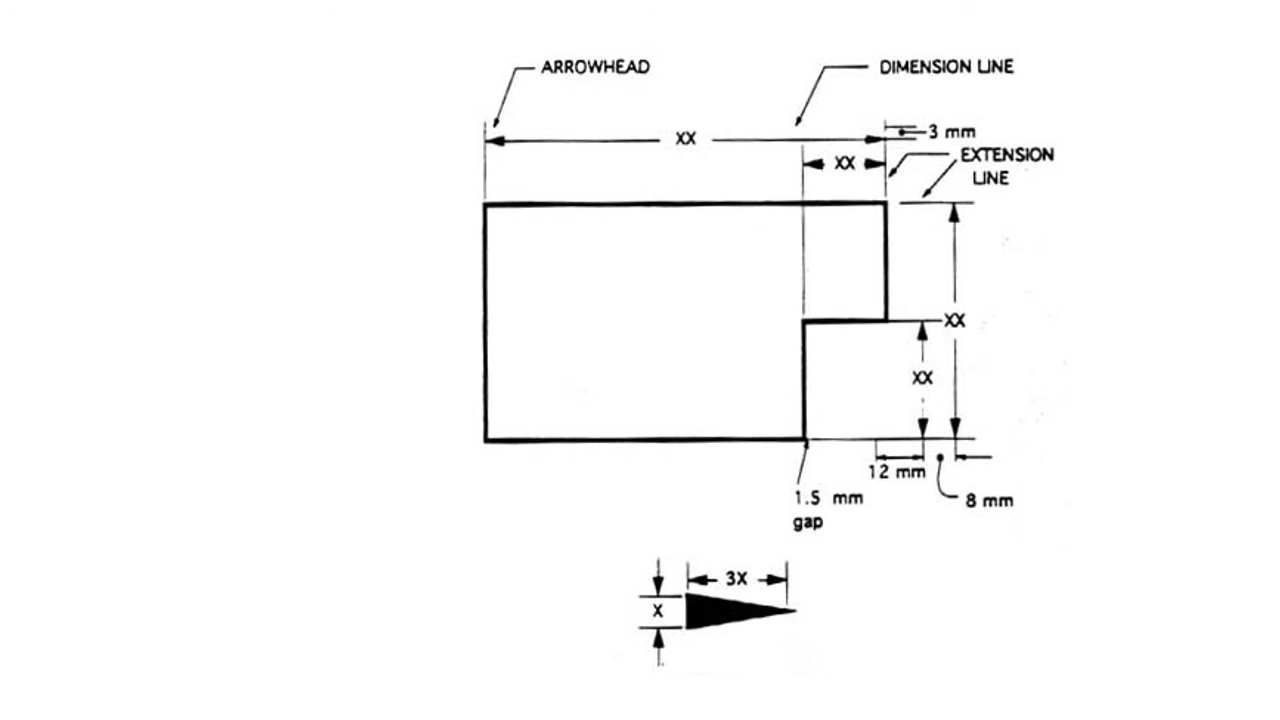 ARROWHEAD
DIMENSION LINE
XX
3 mm
XX
EXTENSION
LINE
XX
XX
12 mm
8 mm
1.5 mm
gap
3X
X